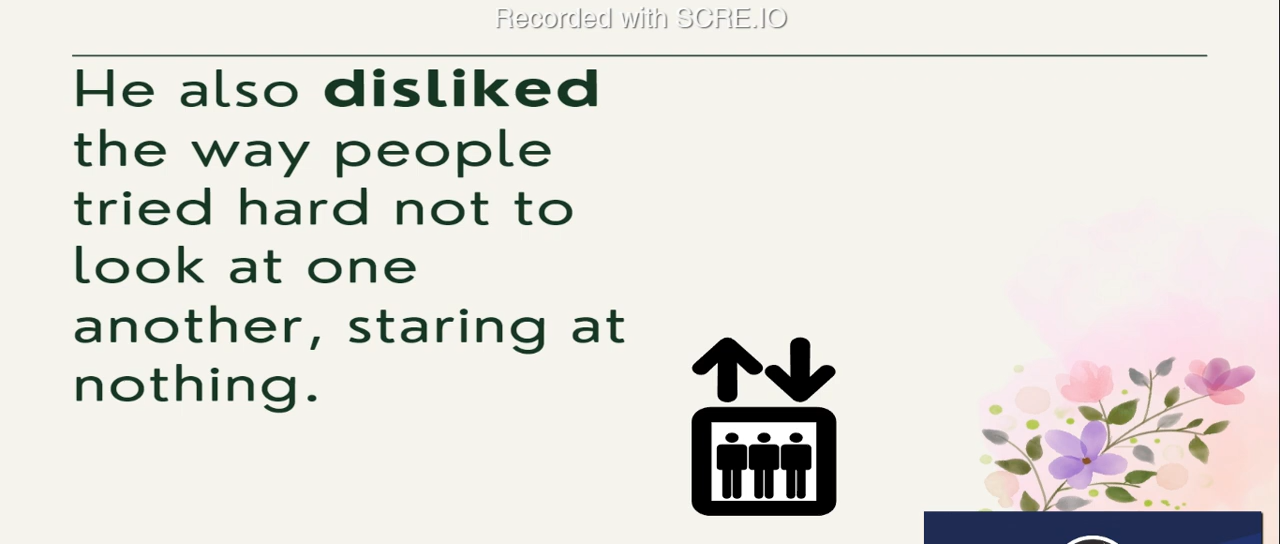 Recorded with SCRE.IO
He also disliked
the way people
tried hard not to
look at one
another, staring at
nothing.